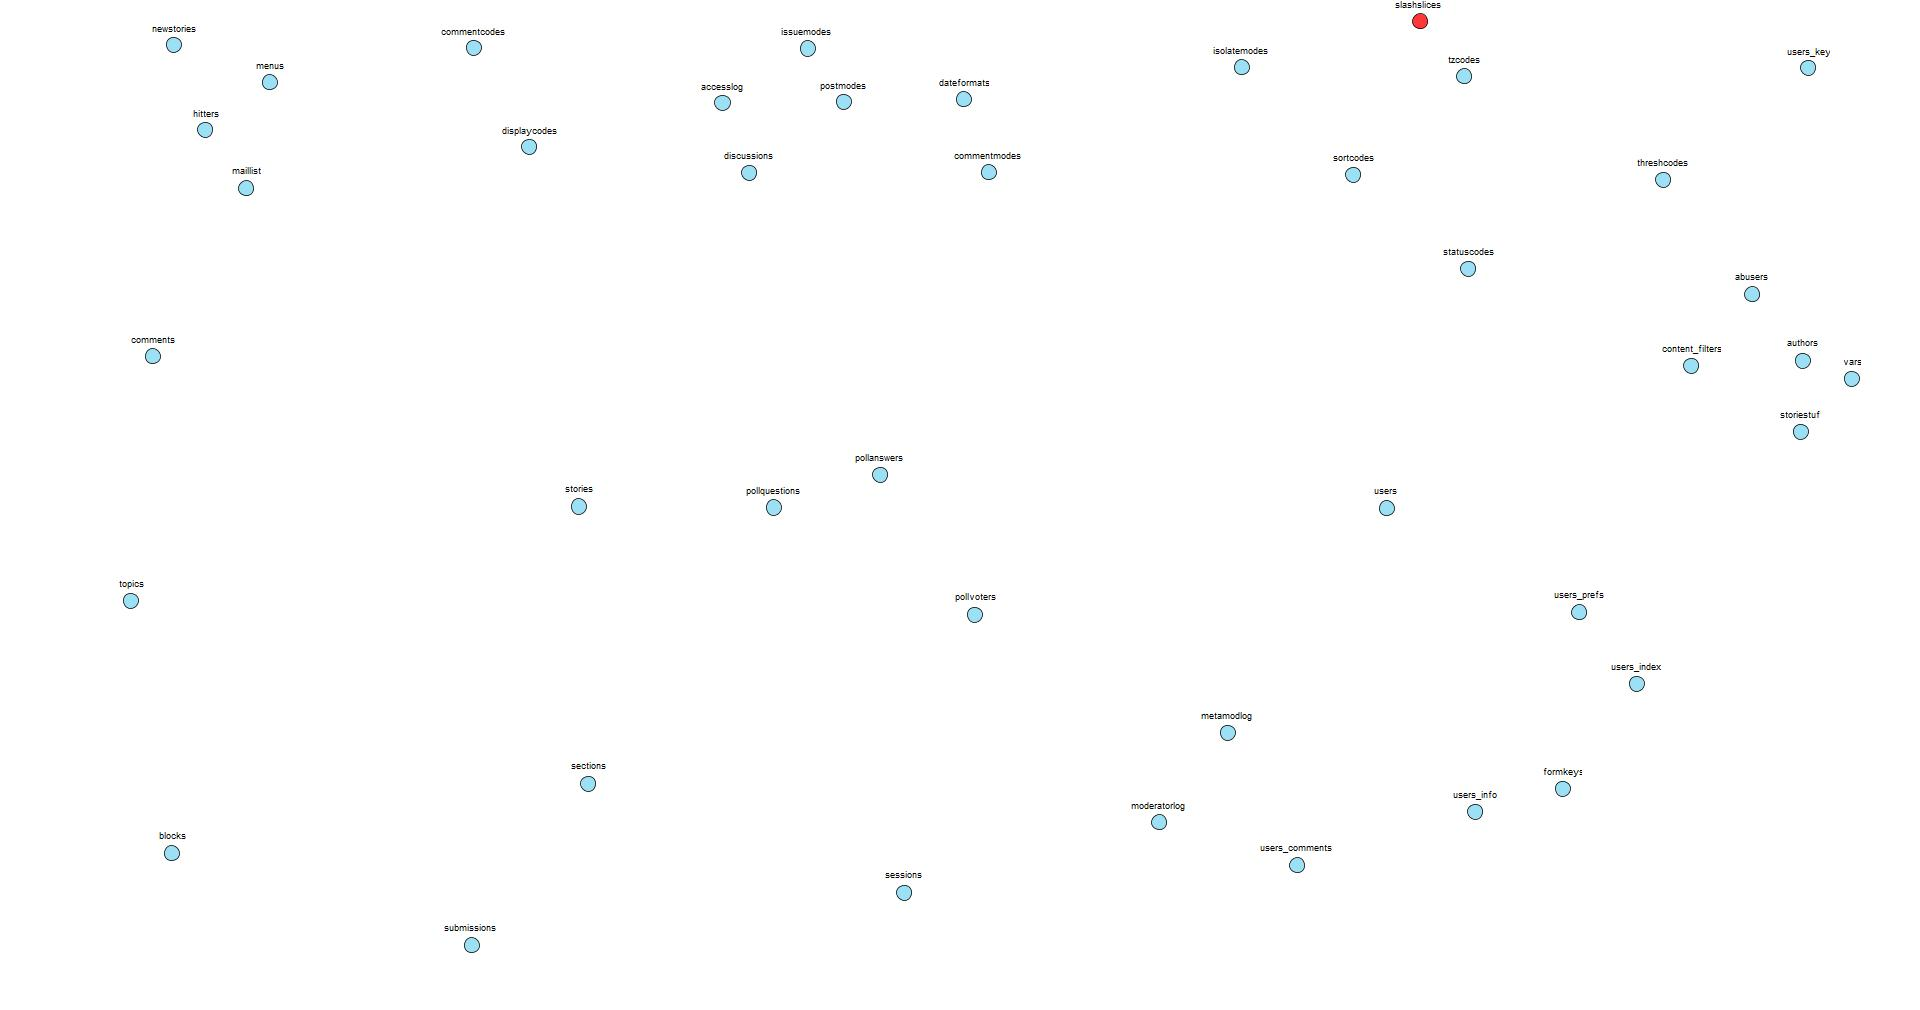 slashslices
newstories
commentcodes
issuemodes
isolatemodes
users_key
tzcodes
menus
accesslog
postmodes
dateformats
hitters
displaycodes
discussions
commentmodes
sortcodes
threshcodes
maillist
statuscodes
abusers
comments
content_filters
authors
vars
storiestuf
pollanswers
stories
pollquestions
users
topics
pollvoters
users_prefs
users_index
metamodlog
sections
formkeys
users_info
moderatorlog
blocks
users_comments
sessions
submissions